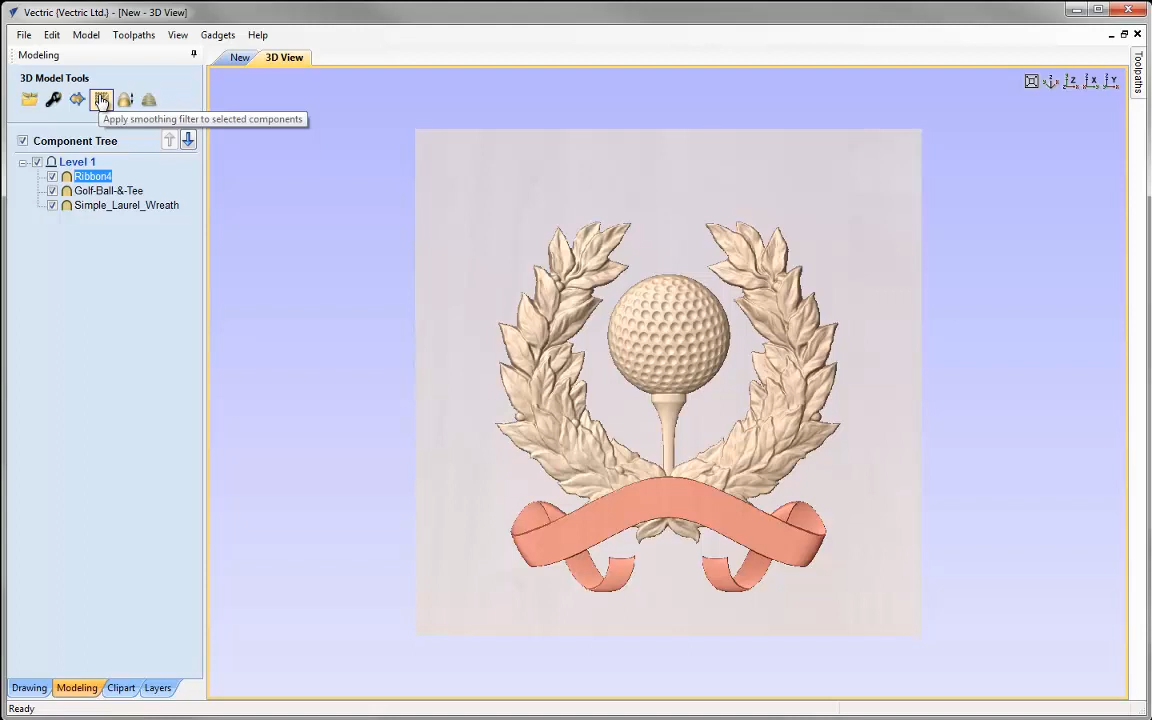 Vectric {Vectric Ltd.} - [New - 3D View]
File Edit Model Toolpaths View Gadgets Help
Modeling
New 3D View
Toolpaths
3D Model Tools
Z X Y
Apply smoothing filter to selected components
Component Tree
Level 1
Ribbon4
Golf-Ball-&-Tee
Simple_Laurel_Wreath
Drawing Modeling Clipart Layers
Ready